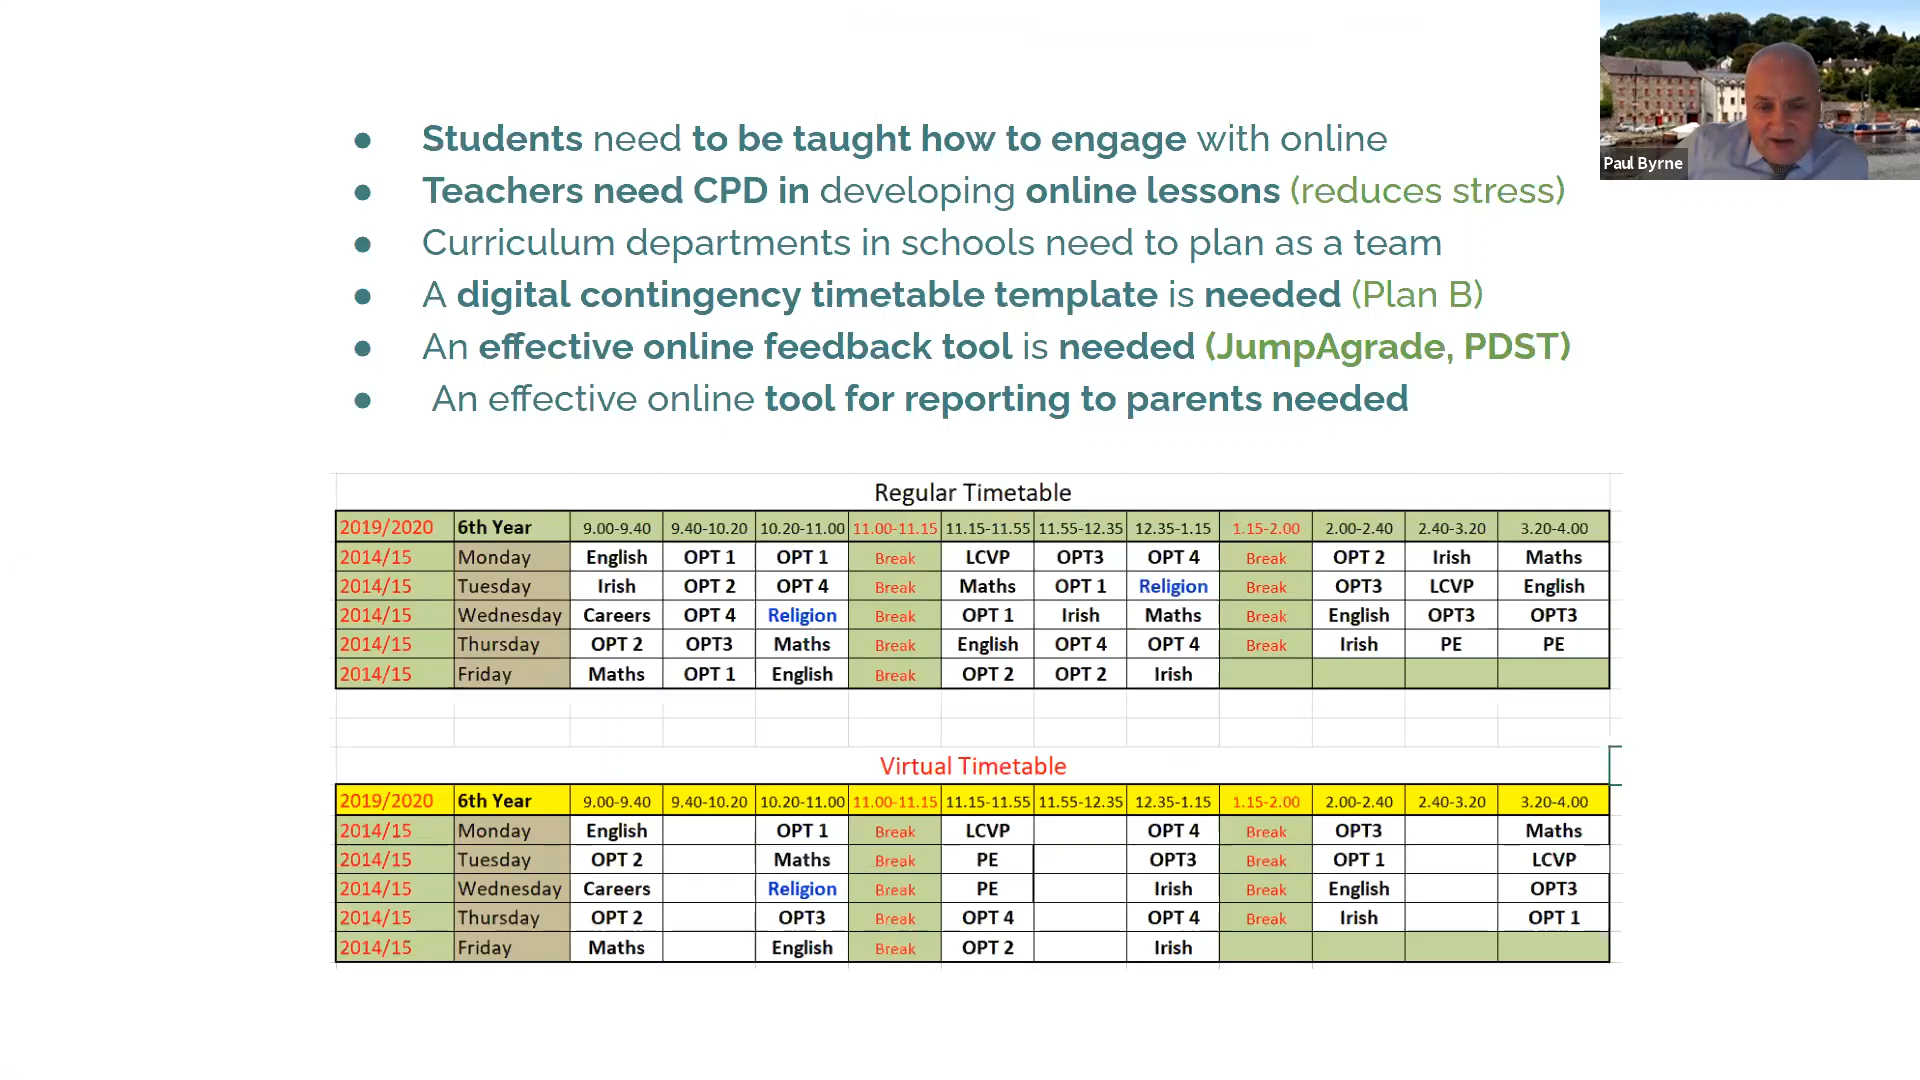 Paul Byrne
● Students need to be taught how to engage with online
● Teachers need CPD in developing online lessons (reduces stress)
● Curriculum departments in schools need to plan as a team
● A digital contingency timetable template is needed (Plan B)
● An effective online feedback tool is needed (JumpAgrade, PDST)
● An effective online tool for reporting to parents needed
Regular Timetable
2019/2020 6th Year 9.00-9.40 9.40-10.20 10.20-11.00 11.00-11.15 11.15-11.55 11.55-12.35 12.35-1.15 1.15-2.00 2.00-2.40 2.40-3.20 3.20-4.00
2014/15 Monday English OPT 1 OPT 1 Break LCVP OPT3 OPT 4 Break OPT 2 Irish Maths
2014/15 Tuesday Irish OPT 2 OPT 4 Break Maths OPT 1 Religion Break OPT3 LCVP English
2014/15 Wednesday Careers OPT 4 Religion Break OPT 1 Irish Maths Break English OPT3 OPT3
2014/15 Thursday OPT 2 OPT3 Maths Break English OPT 4 OPT 4 Break Irish PE PE
2014/15 Friday Maths OPT 1 English Break OPT 2 OPT 2 Irish
Virtual Timetable
2019/2020 6th Year 9.00-9.40 9.40-10.20 10.20-11.00 11.00-11.15 11.15-11.55 11.55-12.35 12.35-1.15 1.15-2.00 2.00-2.40 2.40-3.20 3.20-4.00
2014/15 Monday English OPT 1 Break LCVP OPT 4 Break OPT3 Maths
2014/15 Tuesday OPT 2 Maths Break PE OPT3 Break OPT 1 LCVP
2014/15 Wednesday Careers Religion Break PE Irish Break English OPT3
2014/15 Thursday OPT 2 OPT3 Break OPT 4 OPT 4 Break Irish OPT 1
2014/15 Friday Maths English Break OPT 2 Irish